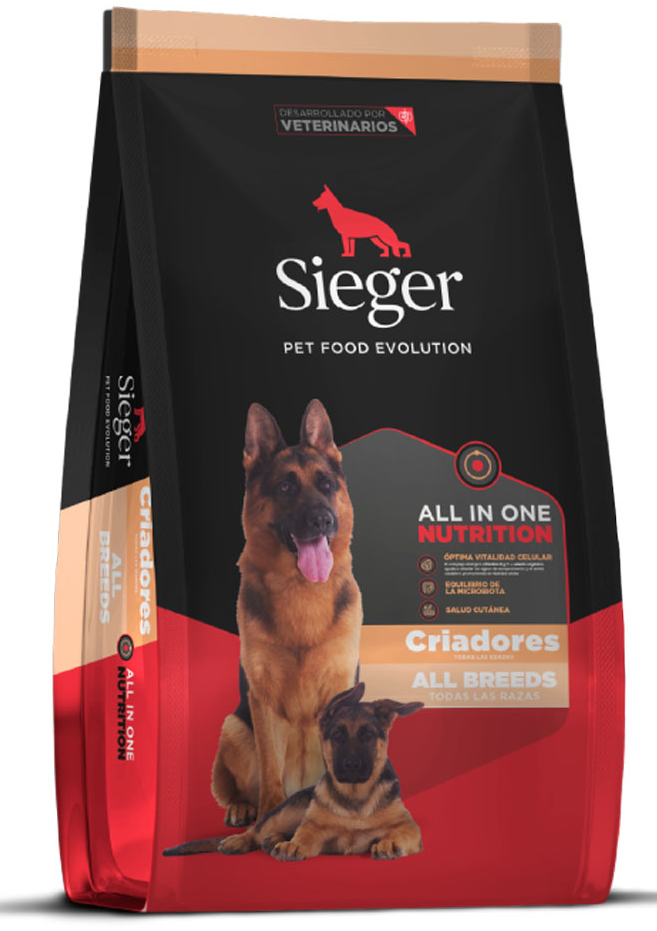 DESARROLLADO POR
VETERINARIOS
Sieger
PET FOOD EVOLUTION
ALL IN ONE
NUTRITION
ÓPTIMA VITALIDAD CELULAR
EQUILIBRIO DE
LA MICROBIOTA
SALUD CUTÁNEA
Criadores
TODAS LAS EDADES
ALL BREEDS
TODAS LAS RAZAS
Sieger
PET FOOD EVOLUTION
Criadores
ALL
BREEDS
ALL IN ONE
NUTRITION